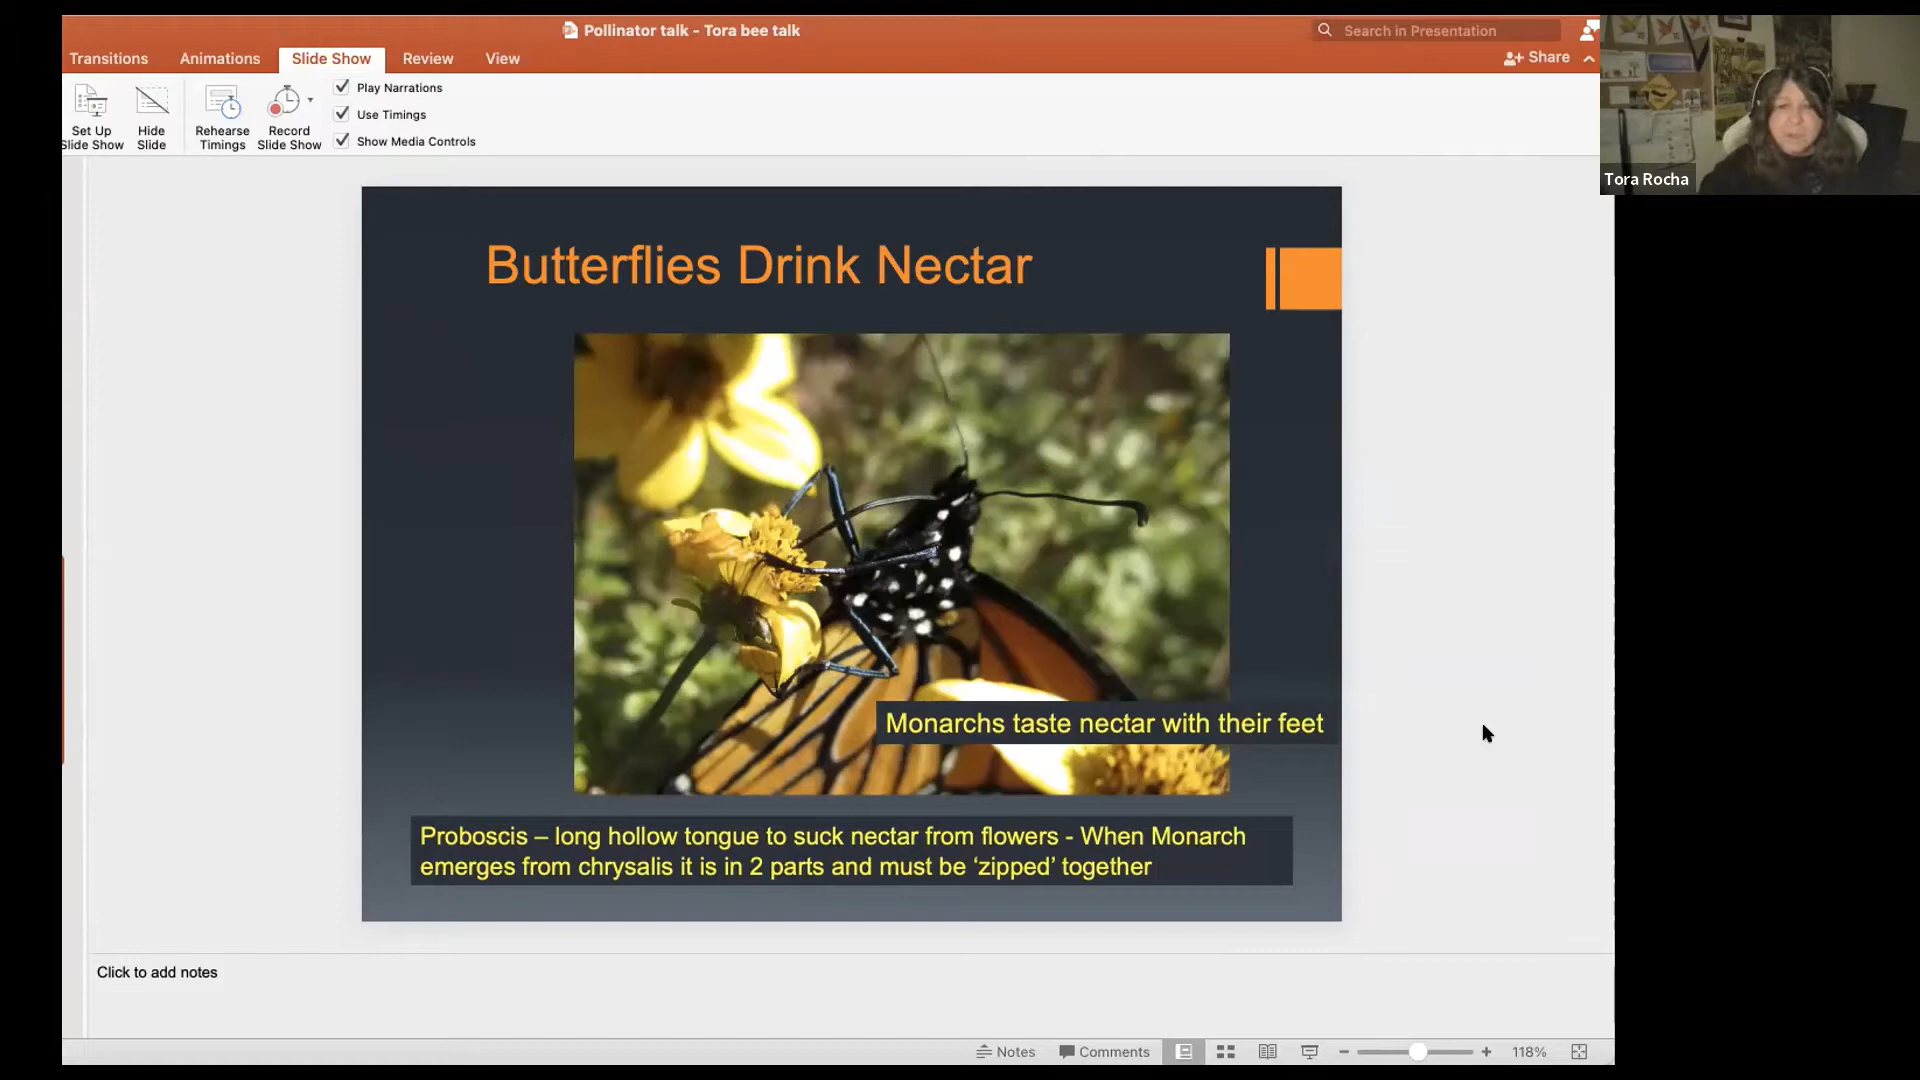 Pollinator talk - Tora bee talk
Search in Presentation
Transitions
Animations
Slide Show
Review
View
Share
Set Up
Slide Show
Hide
Slide
Rehearse
Timings
Record
Slide Show
Play Narrations
Use Timings
Show Media Controls
Tora Rocha
Butterflies Drink Nectar
Monarchs taste nectar with their feet
Proboscis – long hollow tongue to suck nectar from flowers - When Monarch
emerges from chrysalis it is in 2 parts and must be ‘zipped’ together
Click to add notes
Notes
Comments
118%